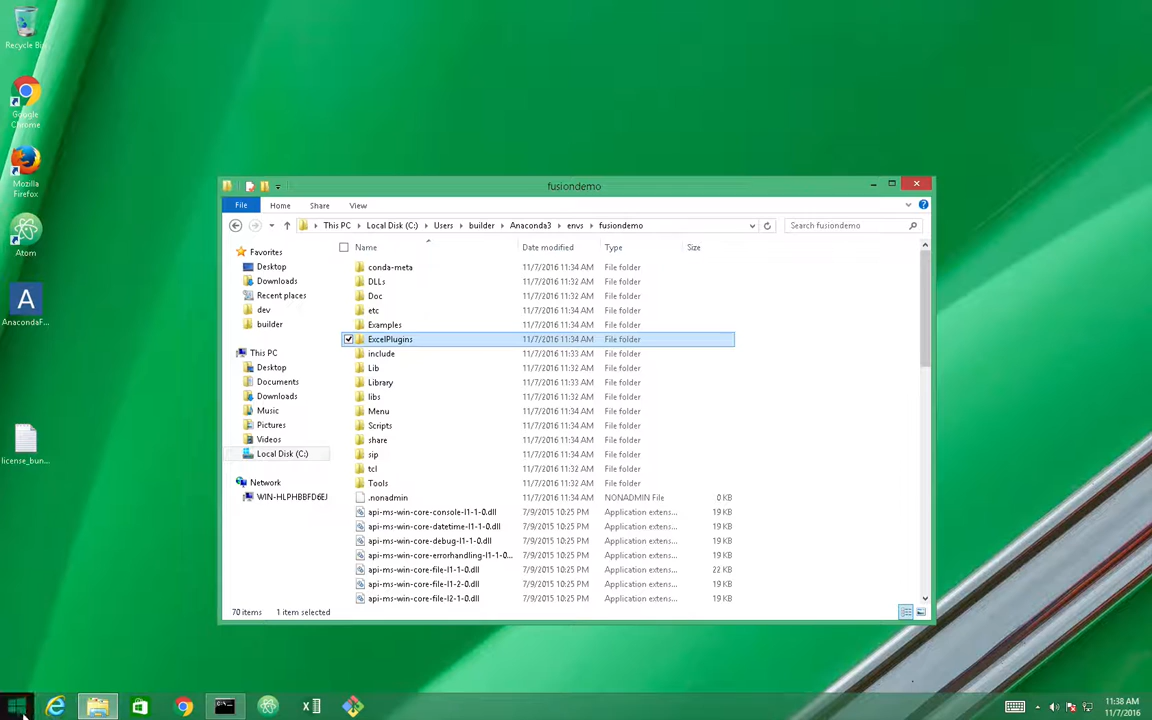 Recycle Bin
Google
Chrome
Mozilla
Firefox
Atom
A
AnacondaF...
license_bun...
fusiondemo
File
Home
Share
View
This PC
Local Disk (C:)
Users
builder
Anaconda3
envs
fusiondemo
Search fusiondemo
Favorites
Desktop
Downloads
Recent places
dev
builder
This PC
Desktop
Documents
Downloads
Music
Pictures
Videos
Local Disk (C:)
Network
WIN-HLPHBBFD6EJ
Name Date modified Type Size
conda-meta 11/7/2016 11:34 AM File folder
DLLs 11/7/2016 11:32 AM File folder
Doc 11/7/2016 11:32 AM File folder
etc 11/7/2016 11:34 AM File folder
Examples 11/7/2016 11:34 AM File folder
ExcelPlugins 11/7/2016 11:34 AM File folder
include 11/7/2016 11:33 AM File folder
Lib 11/7/2016 11:32 AM File folder
Library 11/7/2016 11:33 AM File folder
libs 11/7/2016 11:32 AM File folder
Menu 11/7/2016 11:34 AM File folder
Scripts 11/7/2016 11:34 AM File folder
share 11/7/2016 11:34 AM File folder
sip 11/7/2016 11:34 AM File folder
tcl 11/7/2016 11:32 AM File folder
Tools 11/7/2016 11:32 AM File folder
.nonadmin 11/7/2016 11:34 AM NONADMIN File 0 KB
api-ms-win-core-console-l1-1-0.dll 7/9/2015 10:25 PM Application extens... 19 KB
api-ms-win-core-datetime-l1-1-0.dll 7/9/2015 10:25 PM Application extens... 19 KB
api-ms-win-core-debug-l1-1-0.dll 7/9/2015 10:25 PM Application extens... 19 KB
api-ms-win-core-errorhandling-l1-1-0... 7/9/2015 10:25 PM Application extens... 19 KB
api-ms-win-core-file-l1-1-0.dll 7/9/2015 10:25 PM Application extens... 22 KB
api-ms-win-core-file-l1-2-0.dll 7/9/2015 10:25 PM Application extens... 19 KB
api-ms-win-core-file-l2-1-0.dll 7/9/2015 10:25 PM Application extens... 19 KB
70 items 1 item selected
11:38 AM
11/7/2016